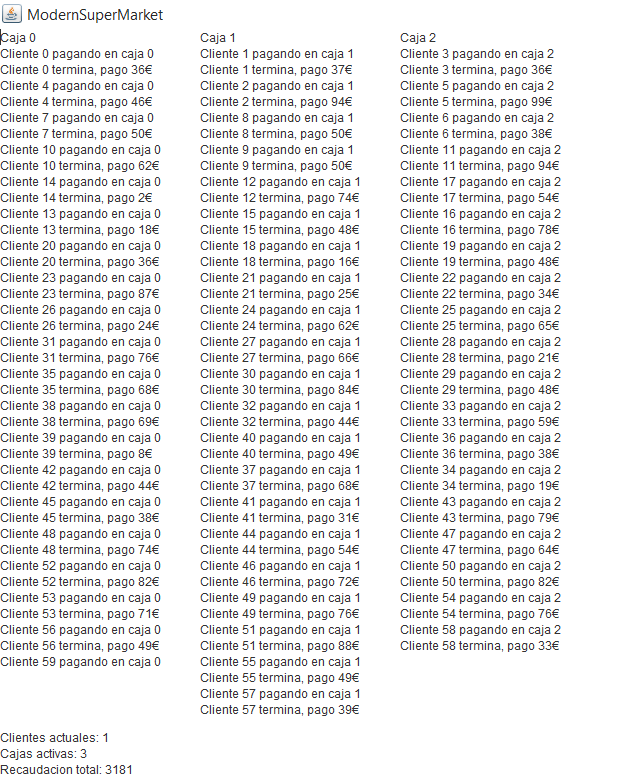 ModernSuperMarket
Caja 0
Cliente 0 pagando en caja 0
Cliente 0 termina, pago 36€
Cliente 4 pagando en caja 0
Cliente 4 termina, pago 46€
Cliente 7 pagando en caja 0
Cliente 7 termina, pago 50€
Cliente 10 pagando en caja 0
Cliente 10 termina, pago 62€
Cliente 14 pagando en caja 0
Cliente 14 termina, pago 2€
Cliente 13 pagando en caja 0
Cliente 13 termina, pago 18€
Cliente 20 pagando en caja 0
Cliente 20 termina, pago 36€
Cliente 23 pagando en caja 0
Cliente 23 termina, pago 87€
Cliente 26 pagando en caja 0
Cliente 26 termina, pago 24€
Cliente 31 pagando en caja 0
Cliente 31 termina, pago 76€
Cliente 35 pagando en caja 0
Cliente 35 termina, pago 68€
Cliente 38 pagando en caja 0
Cliente 38 termina, pago 69€
Cliente 39 pagando en caja 0
Cliente 39 termina, pago 8€
Cliente 42 pagando en caja 0
Cliente 42 termina, pago 44€
Cliente 45 pagando en caja 0
Cliente 45 termina, pago 38€
Cliente 48 pagando en caja 0
Cliente 48 termina, pago 74€
Cliente 52 pagando en caja 0
Cliente 52 termina, pago 82€
Cliente 53 pagando en caja 0
Cliente 53 termina, pago 71€
Cliente 56 pagando en caja 0
Cliente 56 termina, pago 49€
Cliente 59 pagando en caja 0
Caja 1
Cliente 1 pagando en caja 1
Cliente 1 termina, pago 37€
Cliente 2 pagando en caja 1
Cliente 2 termina, pago 94€
Cliente 8 pagando en caja 1
Cliente 8 termina, pago 50€
Cliente 9 pagando en caja 1
Cliente 9 termina, pago 50€
Cliente 12 pagando en caja 1
Cliente 12 termina, pago 74€
Cliente 15 pagando en caja 1
Cliente 15 termina, pago 48€
Cliente 18 pagando en caja 1
Cliente 18 termina, pago 16€
Cliente 21 pagando en caja 1
Cliente 21 termina, pago 25€
Cliente 24 pagando en caja 1
Cliente 24 termina, pago 62€
Cliente 27 pagando en caja 1
Cliente 27 termina, pago 66€
Cliente 30 pagando en caja 1
Cliente 30 termina, pago 84€
Cliente 32 pagando en caja 1
Cliente 32 termina, pago 44€
Cliente 40 pagando en caja 1
Cliente 40 termina, pago 49€
Cliente 37 pagando en caja 1
Cliente 37 termina, pago 68€
Cliente 41 pagando en caja 1
Cliente 41 termina, pago 31€
Cliente 44 pagando en caja 1
Cliente 44 termina, pago 54€
Cliente 46 pagando en caja 1
Cliente 46 termina, pago 72€
Cliente 49 pagando en caja 1
Cliente 49 termina, pago 76€
Cliente 51 pagando en caja 1
Cliente 51 termina, pago 88€
Cliente 55 pagando en caja 1
Cliente 55 termina, pago 49€
Cliente 57 pagando en caja 1
Cliente 57 termina, pago 39€
Caja 2
Cliente 3 pagando en caja 2
Cliente 3 termina, pago 36€
Cliente 5 pagando en caja 2
Cliente 5 termina, pago 99€
Cliente 6 pagando en caja 2
Cliente 6 termina, pago 38€
Cliente 11 pagando en caja 2
Cliente 11 termina, pago 94€
Cliente 17 pagando en caja 2
Cliente 17 termina, pago 54€
Cliente 16 pagando en caja 2
Cliente 16 termina, pago 78€
Cliente 19 pagando en caja 2
Cliente 19 termina, pago 48€
Cliente 22 pagando en caja 2
Cliente 22 termina, pago 34€
Cliente 25 pagando en caja 2
Cliente 25 termina, pago 65€
Cliente 28 pagando en caja 2
Cliente 28 termina, pago 21€
Cliente 29 pagando en caja 2
Cliente 29 termina, pago 48€
Cliente 33 pagando en caja 2
Cliente 33 termina, pago 59€
Cliente 36 pagando en caja 2
Cliente 36 termina, pago 38€
Cliente 34 pagando en caja 2
Cliente 34 termina, pago 19€
Cliente 43 pagando en caja 2
Cliente 43 termina, pago 79€
Cliente 47 pagando en caja 2
Cliente 47 termina, pago 64€
Cliente 50 pagando en caja 2
Cliente 50 termina, pago 82€
Cliente 54 pagando en caja 2
Cliente 54 termina, pago 76€
Cliente 58 pagando en caja 2
Cliente 58 termina, pago 33€
Clientes actuales: 1
Cajas activas: 3
Recaudacion total: 3181